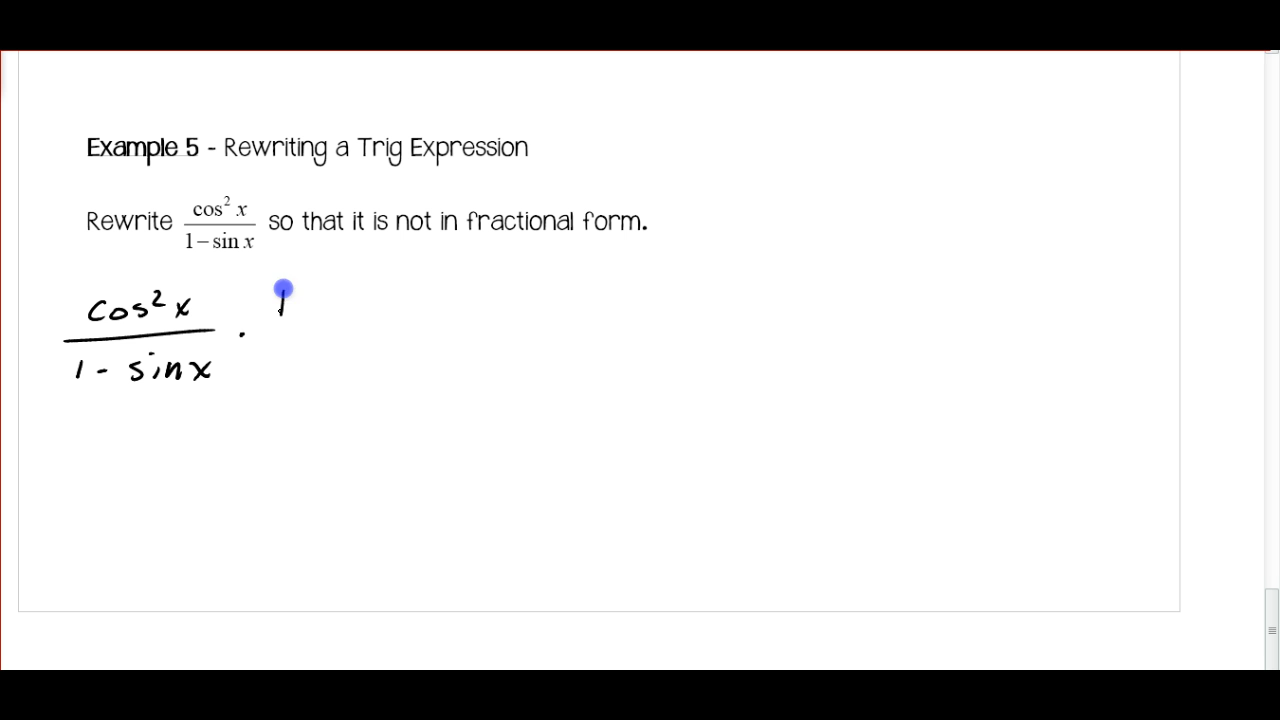 Example 5 - Rewriting a Trig Expression
Rewrite cos² x / 1 – sin x so that it is not in fractional form.
cos² x / 1 - sin x · 1